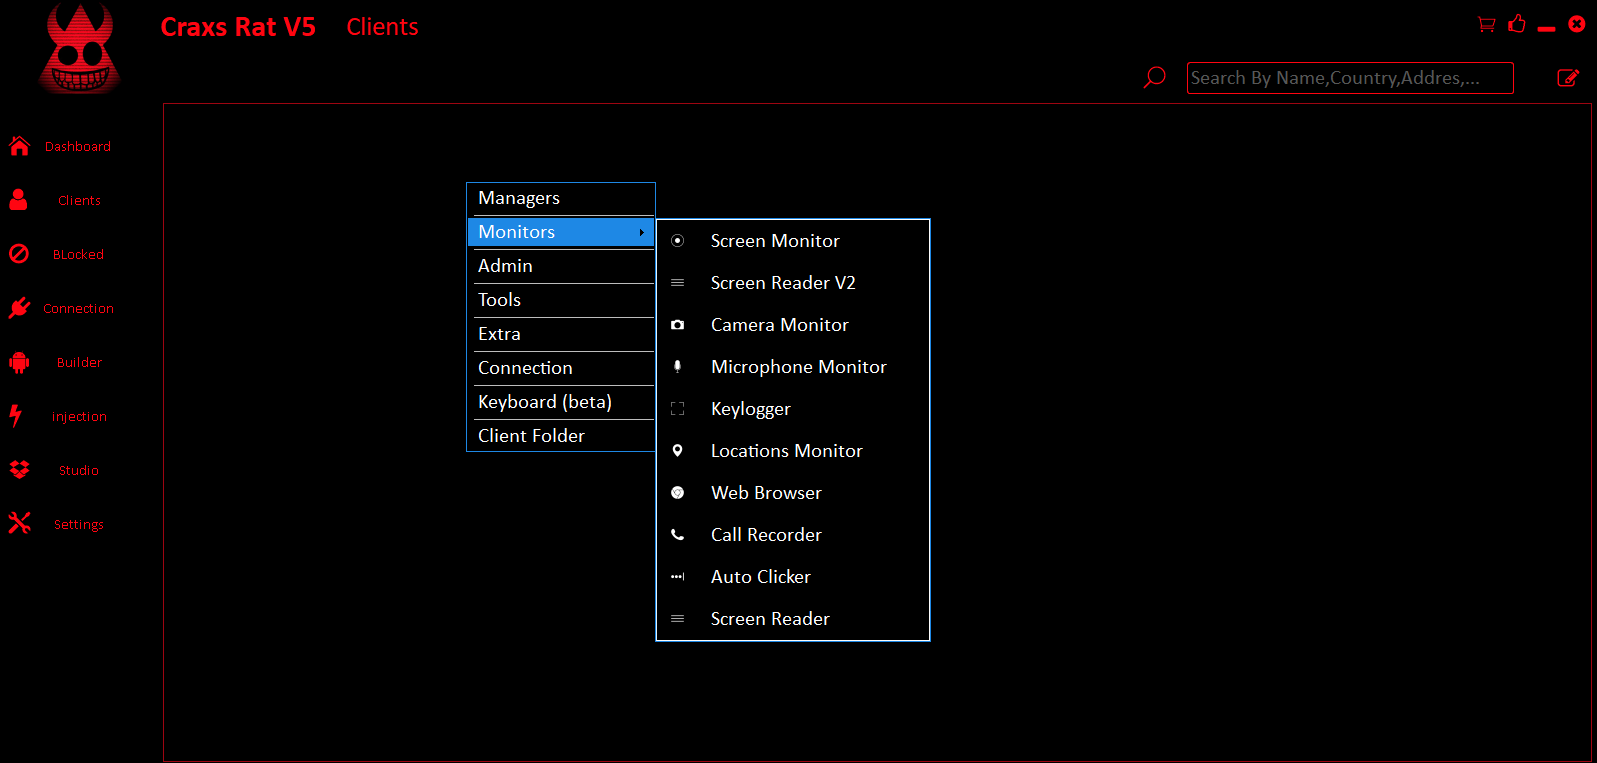 Craxs Rat V5 Clients
Search By Name,Country,Addres,...
Dashboard
Clients
BLocked
Connection
Builder
injection
Studio
Settings
Managers
Monitors
Admin
Tools
Extra
Connection
Keyboard (beta)
Client Folder
Screen Monitor
Screen Reader V2
Camera Monitor
Microphone Monitor
Keylogger
Locations Monitor
Web Browser
Call Recorder
Auto Clicker
Screen Reader